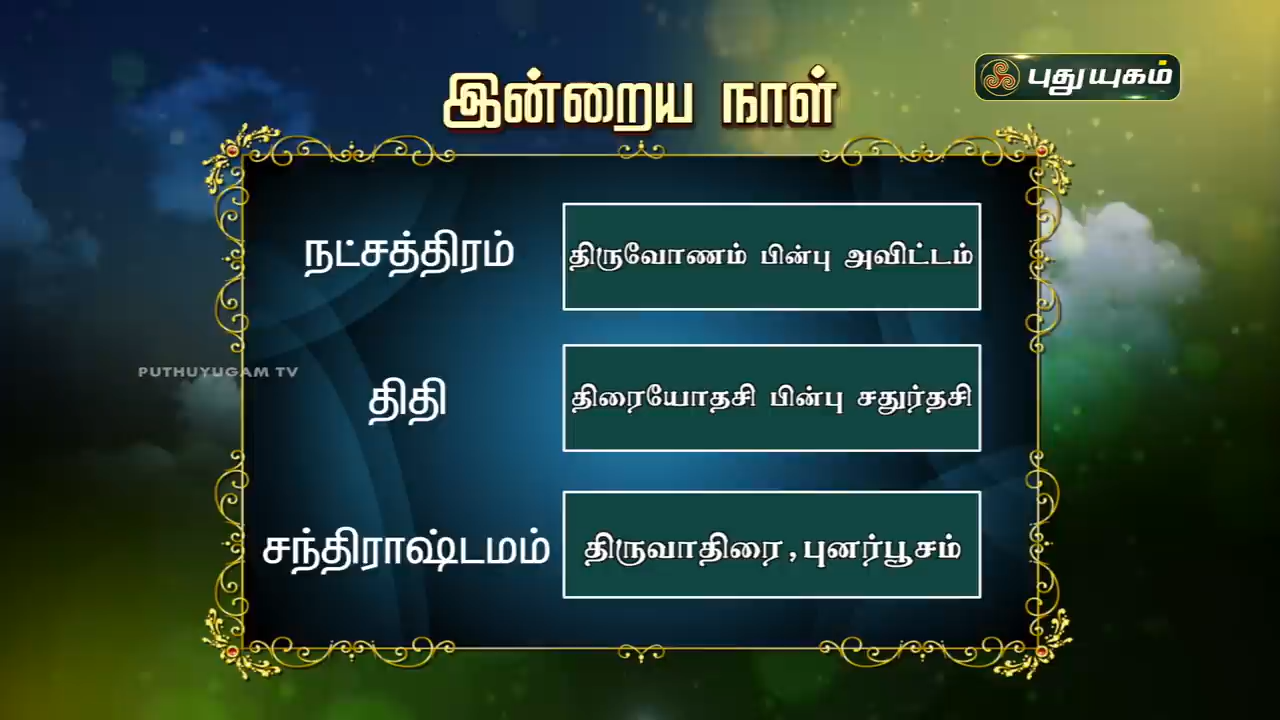 இன்றைய நாள்
புதுயுகம்
நட்சத்திரம்
திருவோணம் பின்பு அவிட்டம்
PUTHUYUGAM TV
திதி
திரையோதசி பின்பு சதுர்தசி
சந்திராஷ்டமம்
திருவாதிரை,புனர்பூசம்